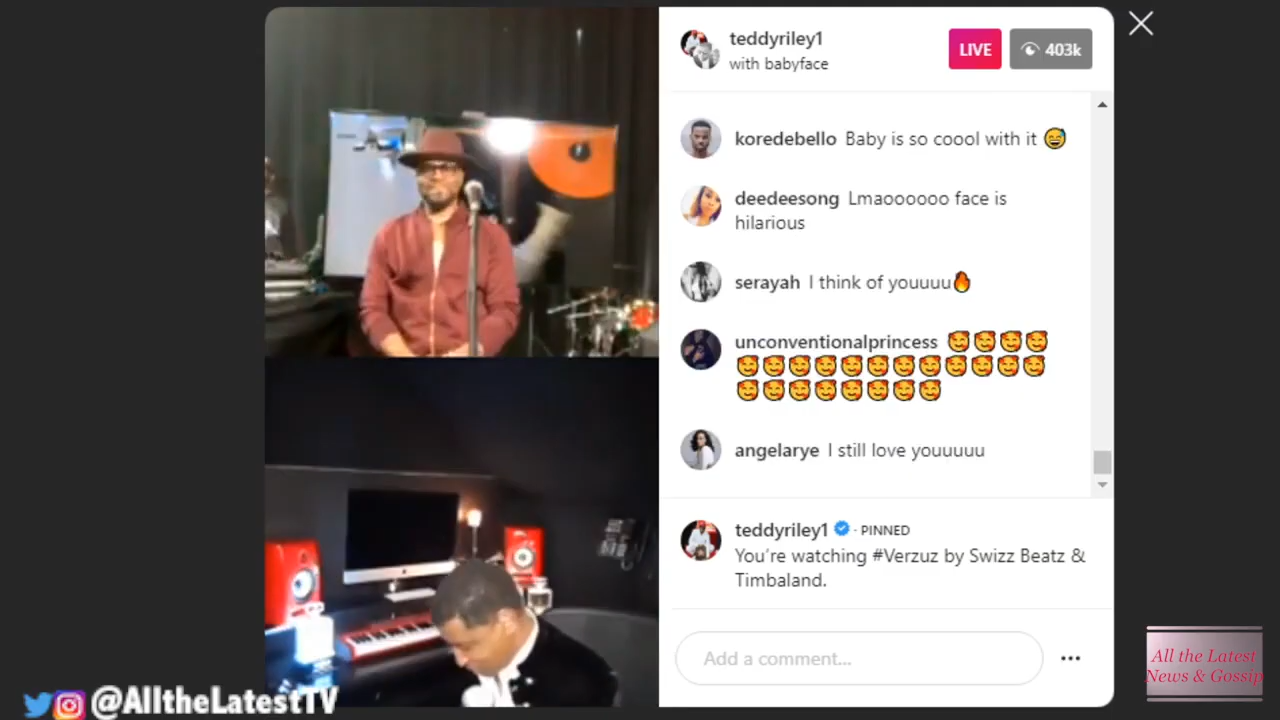 teddyriley1
with babyface
LIVE
403k
koredebello Baby is so coool with it 😅
deedeesong Lmaoooooo face is
hilarious
serayah I think of youuuu🔥
unconventionalprincess 🥰🥰🥰🥰
🥰🥰🥰🥰🥰🥰🥰🥰🥰🥰🥰🥰
🥰🥰🥰🥰🥰🥰🥰🥰
angelarye I still love youuuuu
teddyriley1 · PINNED
You're watching #Verzuz by Swizz Beatz &
Timbaland.
Add a comment...
@AlltheLatestTV
All the Latest
News & Gossip